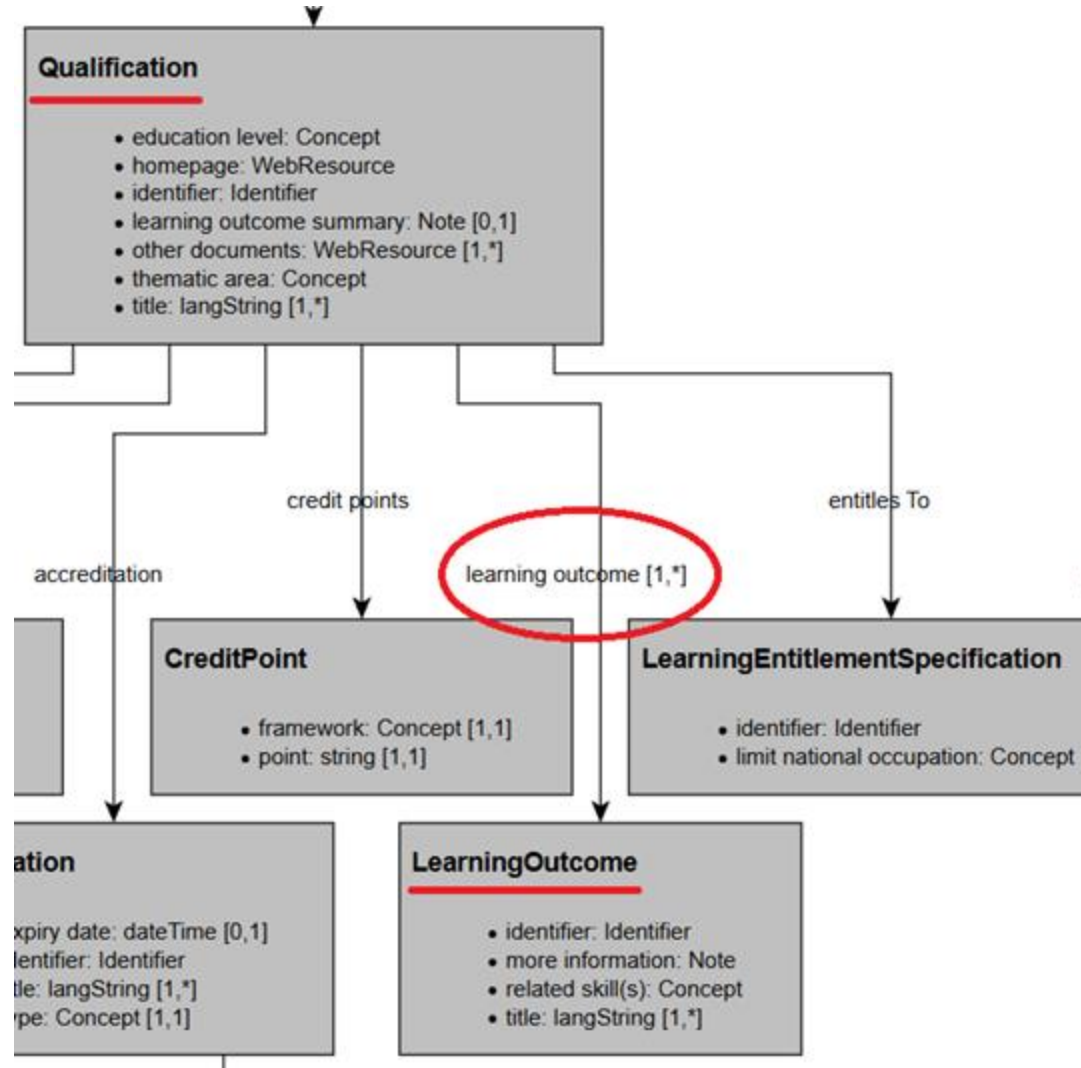 Qualification
• education level: Concept
• homepage: WebResource
• identifier: Identifier
• learning outcome summary: Note [0,1]
• other documents: WebResource [1,*]
• thematic area: Concept
• title: langString [1,*]
credit points
entitles To
accreditation
learning outcome [1,*]
CreditPoint
• framework: Concept [1,1]
• point: string [1,1]
LearningEntitlementSpecification
• identifier: Identifier
• limit national occupation: Concept
ation
xpiry date: dateTime [0,1]
dentifier: Identifier
tle: langString [1,*]
ype: Concept [1,1]
LearningOutcome
• identifier: Identifier
• more information: Note
• related skill(s): Concept
• title: langString [1,*]